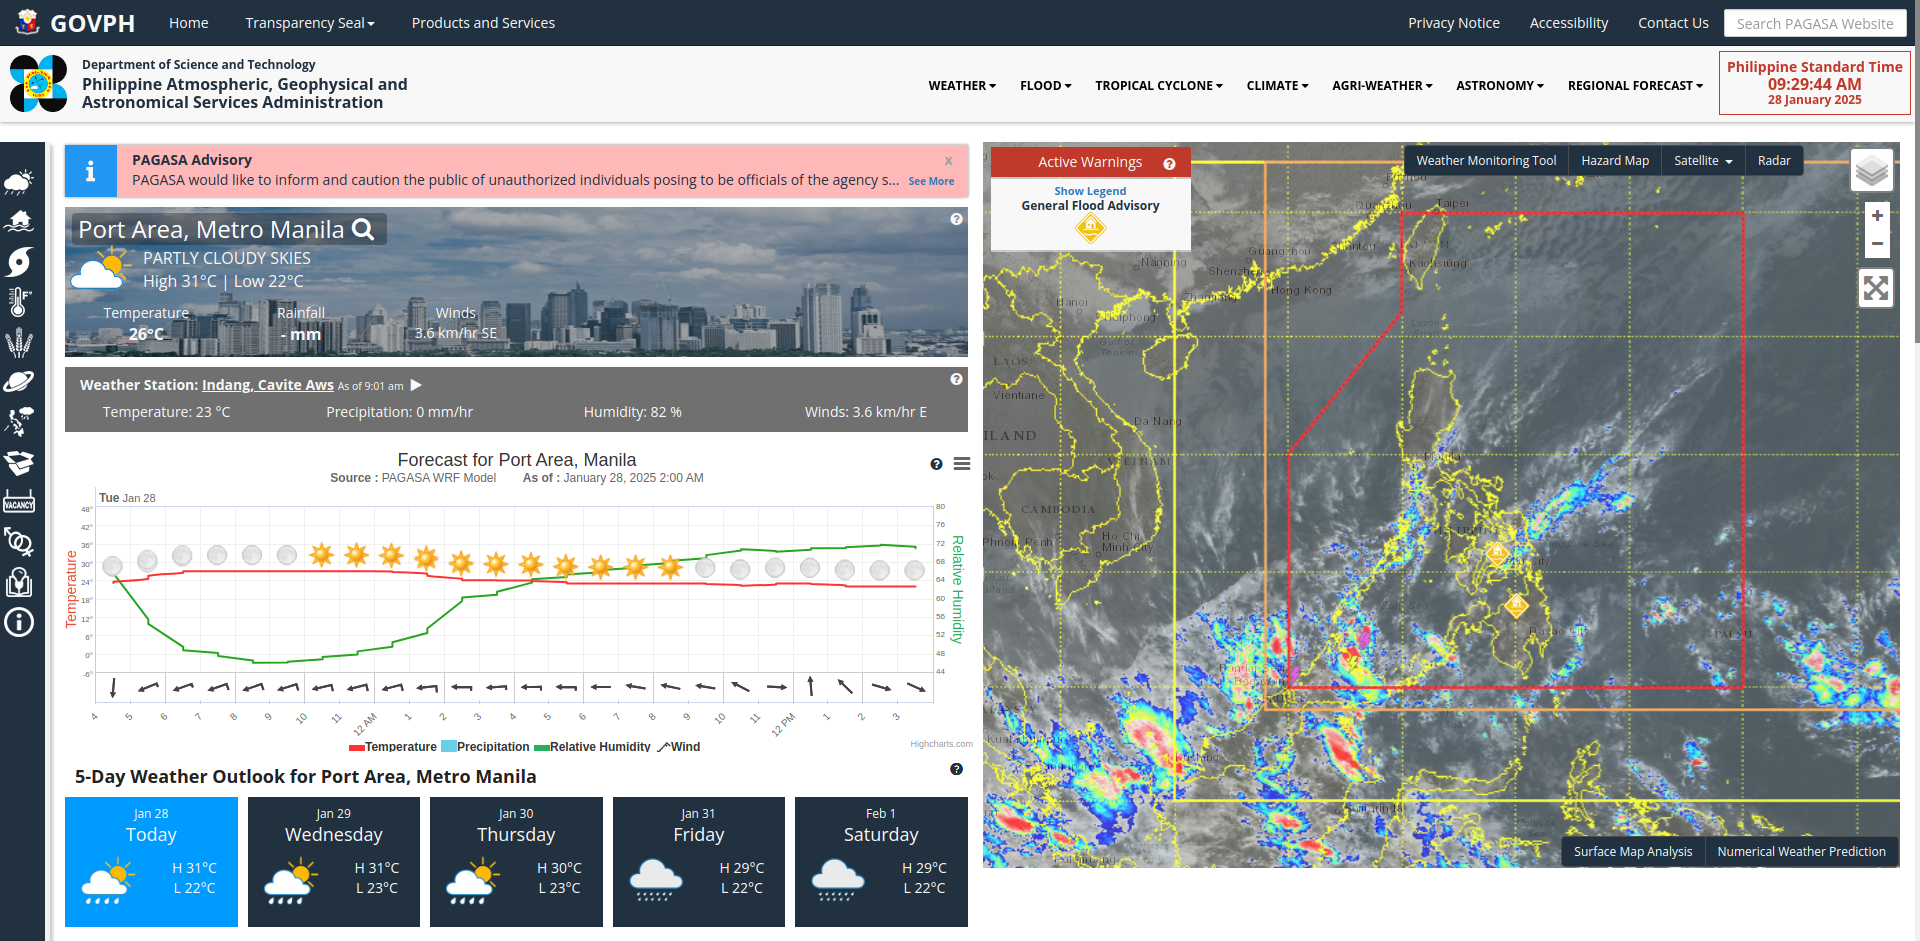 GOVPH
Home
Transparency Seal
Products and Services
Privacy Notice
Accessibility
Contact Us
Search PAGASA Website
Department of Science and Technology
Philippine Atmospheric, Geophysical and
Astronomical Services Administration
WEATHER
FLOOD
TROPICAL CYCLONE
CLIMATE
AGRI-WEATHER
ASTRONOMY
REGIONAL FORECAST
Philippine Standard Time
09:29:44 AM
28 January 2025
VACANCY
PAGASA Advisory
x
PAGASA would like to inform and caution the public of unauthorized individuals posing to be officials of the agency s... See More
Port Area, Metro Manila
PARTLY CLOUDY SKIES
High 31°C | Low 22°C
Temperature Rainfall Winds
26°C - mm 3.6 km/hr SE
Weather Station: Indang, Cavite Aws As of 9:01 am
Temperature: 23 °C Precipitation: 0 mm/hr Humidity: 82 % Winds: 3.6 km/hr E
Forecast for Port Area, Manila
Source : PAGASA WRF Model As of : January 28, 2025 2:00 AM
Tue Jan 28
Temperature
48°
42°
36°
30°
24°
18°
12°
6°
0°
-6°
80
76
72
68
64
60
56
52
48
44
Relative Humidity
4 5 6 7 8 9 10 11 12 AM 1 2 3 4 5 6 7 8 9 10 11 12 PM 1 2 3
Temperature Precipitation Relative Humidity Wind
Highcharts.com
5-Day Weather Outlook for Port Area, Metro Manila
Jan 28
Today
H 31°C
L 22°C
Jan 29
Wednesday
H 31°C
L 23°C
Jan 30
Thursday
H 30°C
L 23°C
Jan 31
Friday
H 29°C
L 22°C
Feb 1
Saturday
H 29°C
L 22°C
Active Warnings
Show Legend
General Flood Advisory
Weather Monitoring Tool
Hazard Map
Satellite
Radar
+
−
Taipei
Guangzhou
Shantou
Kaohsiung
Nanning
Shenzhen
Hong Kong
Hanoi
Haiphong
Luzon
LAOS
Vientiane
Da Nang
VIETNAM
CAMBODIA
Phnom Penh
Ho Chi
Minh City
Manila
Philippine Sea
Davao City
PALAU
Samarinda
Surface Map Analysis
Numerical Weather Prediction